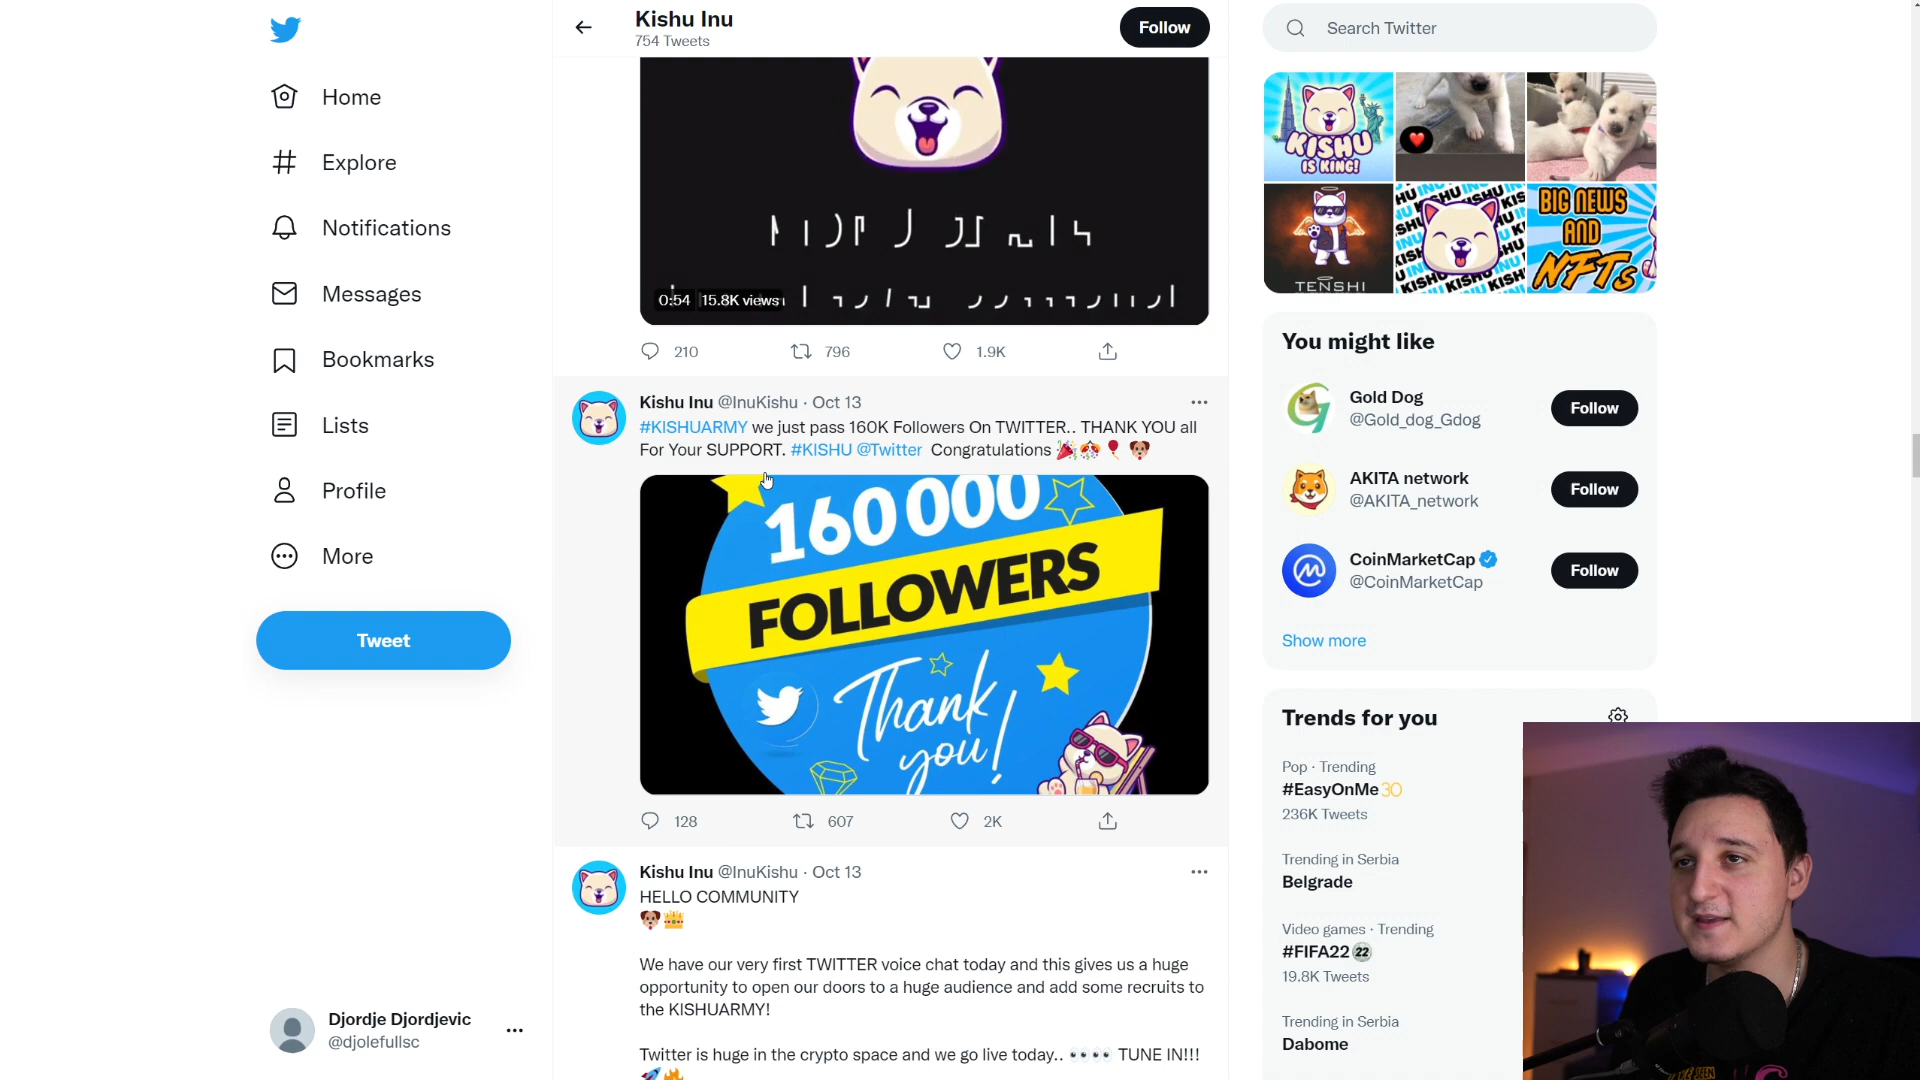 Kishu Inu
754 Tweets
Follow
Search Twitter
Home
Explore
Notifications
Messages
Bookmarks
Lists
Profile
More
Tweet
Djordje Djordjevic
@djolefullsc
0:54 15.8K views
210 796 1.9K
Kishu Inu @InuKishu · Oct 13
#KISHUARMY we just pass 160K Followers On TWITTER.. THANK YOU all
For Your SUPPORT. #KISHU @Twitter Congratulations 🎉🎊🎈🐶
160 000
FOLLOWERS
Thank
you!
128 607 2K
Kishu Inu @InuKishu · Oct 13
HELLO COMMUNITY
🐶👑
We have our very first TWITTER voice chat today and this gives us a huge
opportunity to open our doors to a huge audience and add some recruits to
the KISHUARMY!
Twitter is huge in the crypto space and we go live today.. 👀👀 TUNE IN!!!
🚀🔥
KISHU
IS KING!
TENSHI
KISHU INU
BIG NEWS
AND
NFTs
You might like
Gold Dog
@Gold_dog_Gdog
Follow
AKITA network
@AKITA_network
Follow
CoinMarketCap
@CoinMarketCap
Follow
Show more
Trends for you
Pop · Trending
#EasyOnMe 30
236K Tweets
Trending in Serbia
Belgrade
Video games · Trending
#FIFA22 22
19.8K Tweets
Trending in Serbia
Dabome